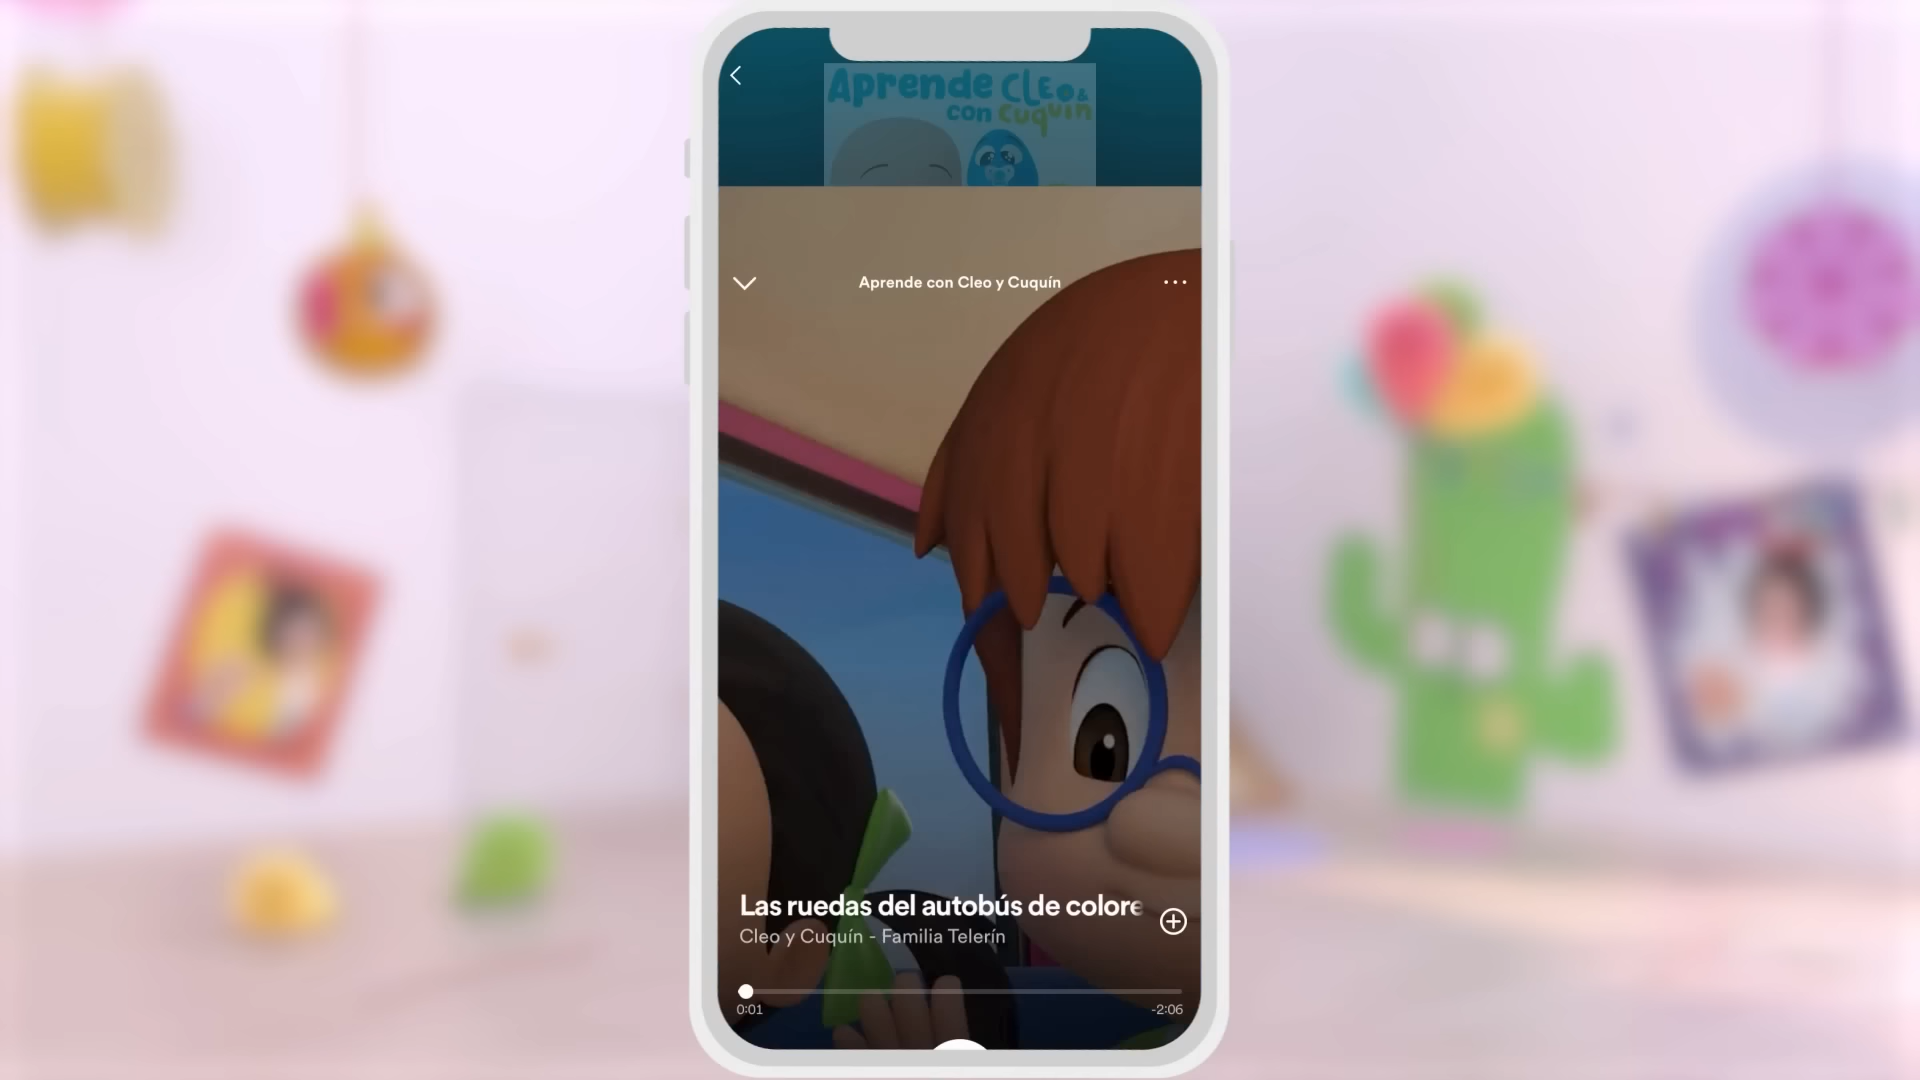 Aprende CLEO&
con cuquin
Aprende con Cleo y Cuquín
Las ruedas del autobús de colore
Cleo y Cuquín - Familia Telerín
0:01
-2:06